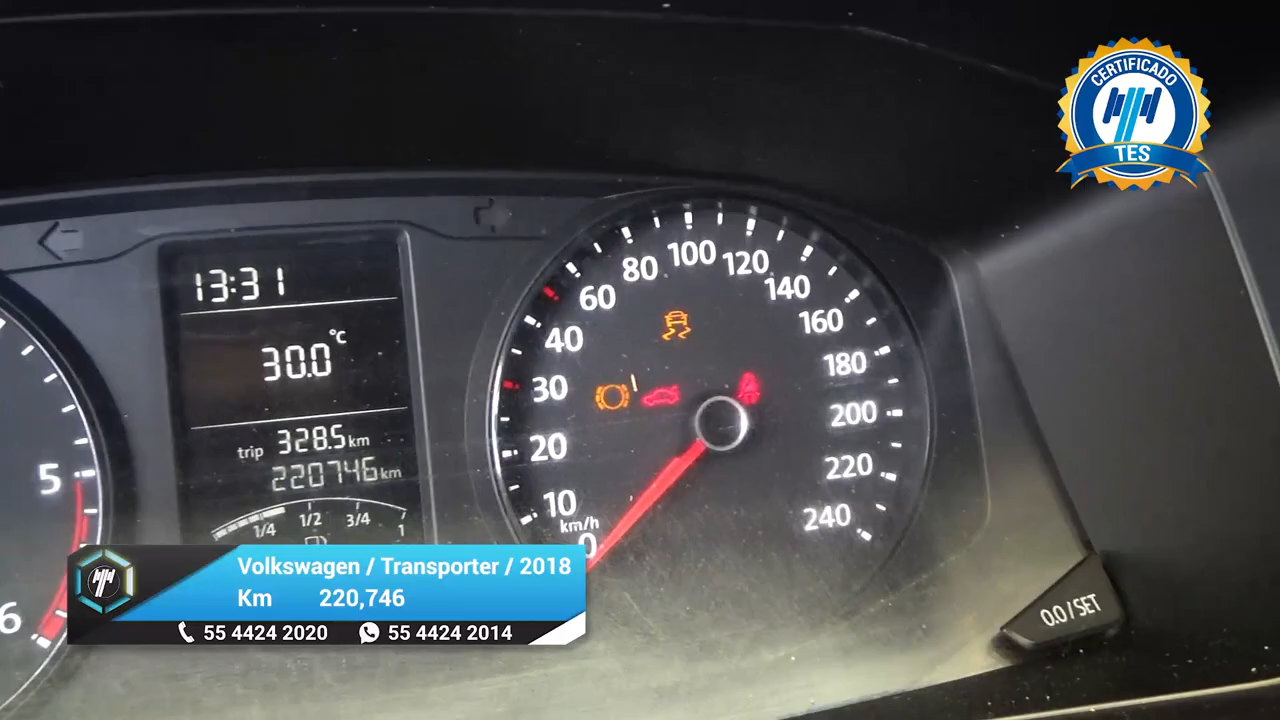 CERTIFICADO
TES
13:31
30.0 °C
trip 328.5 km
220746 km
1/4 1/2 3/4 1
5
6
0
10
20
30
40
60
80
100
120
140
160
180
200
220
240
km/h
0.0/SET
Volkswagen / Transporter / 2018
Km 220,746
55 4424 2020 55 4424 2014